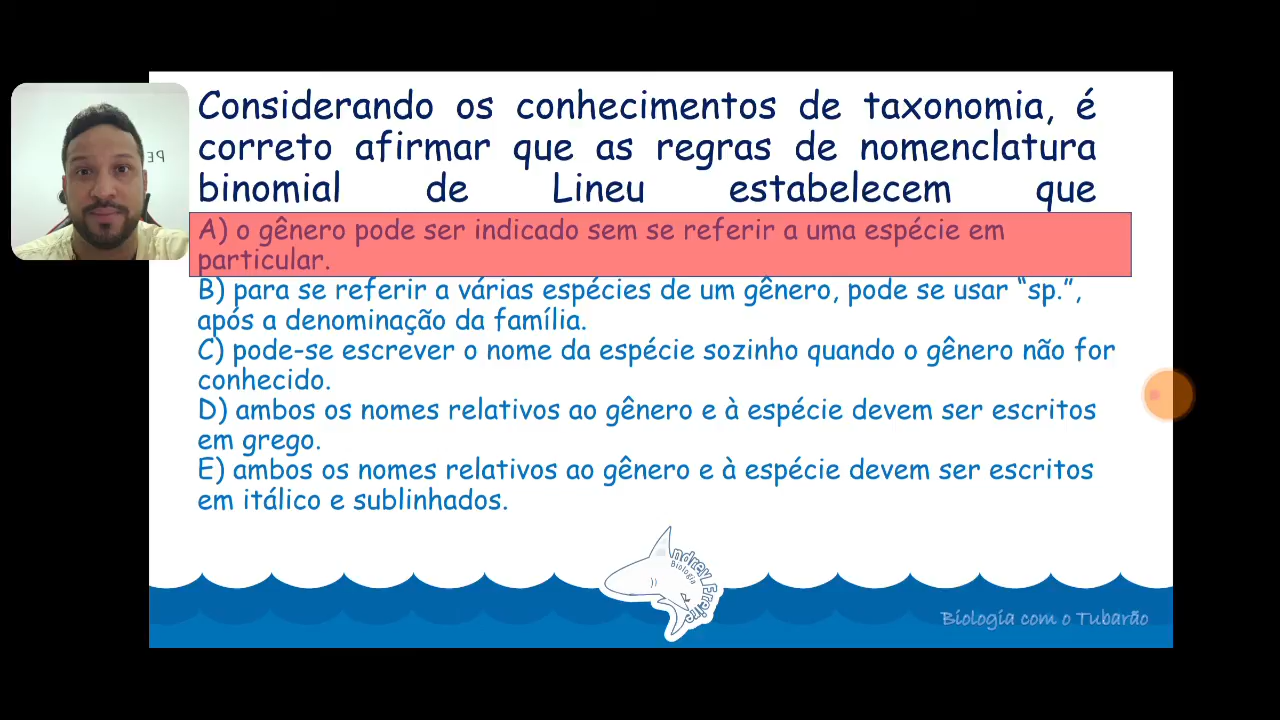 Considerando os conhecimentos de taxonomia, é
correto afirmar que as regras de nomenclatura
binomial de Lineu estabelecem que
A) o gênero pode ser indicado sem se referir a uma espécie em
particular.
B) para se referir a várias espécies de um gênero, pode se usar “sp.”,
após a denominação da família.
C) pode-se escrever o nome da espécie sozinho quando o gênero não for
conhecido.
D) ambos os nomes relativos ao gênero e à espécie devem ser escritos
em grego.
E) ambos os nomes relativos ao gênero e à espécie devem ser escritos
em itálico e sublinhados.
Andrey Freire
Biologia
Biologia com o Tubarão